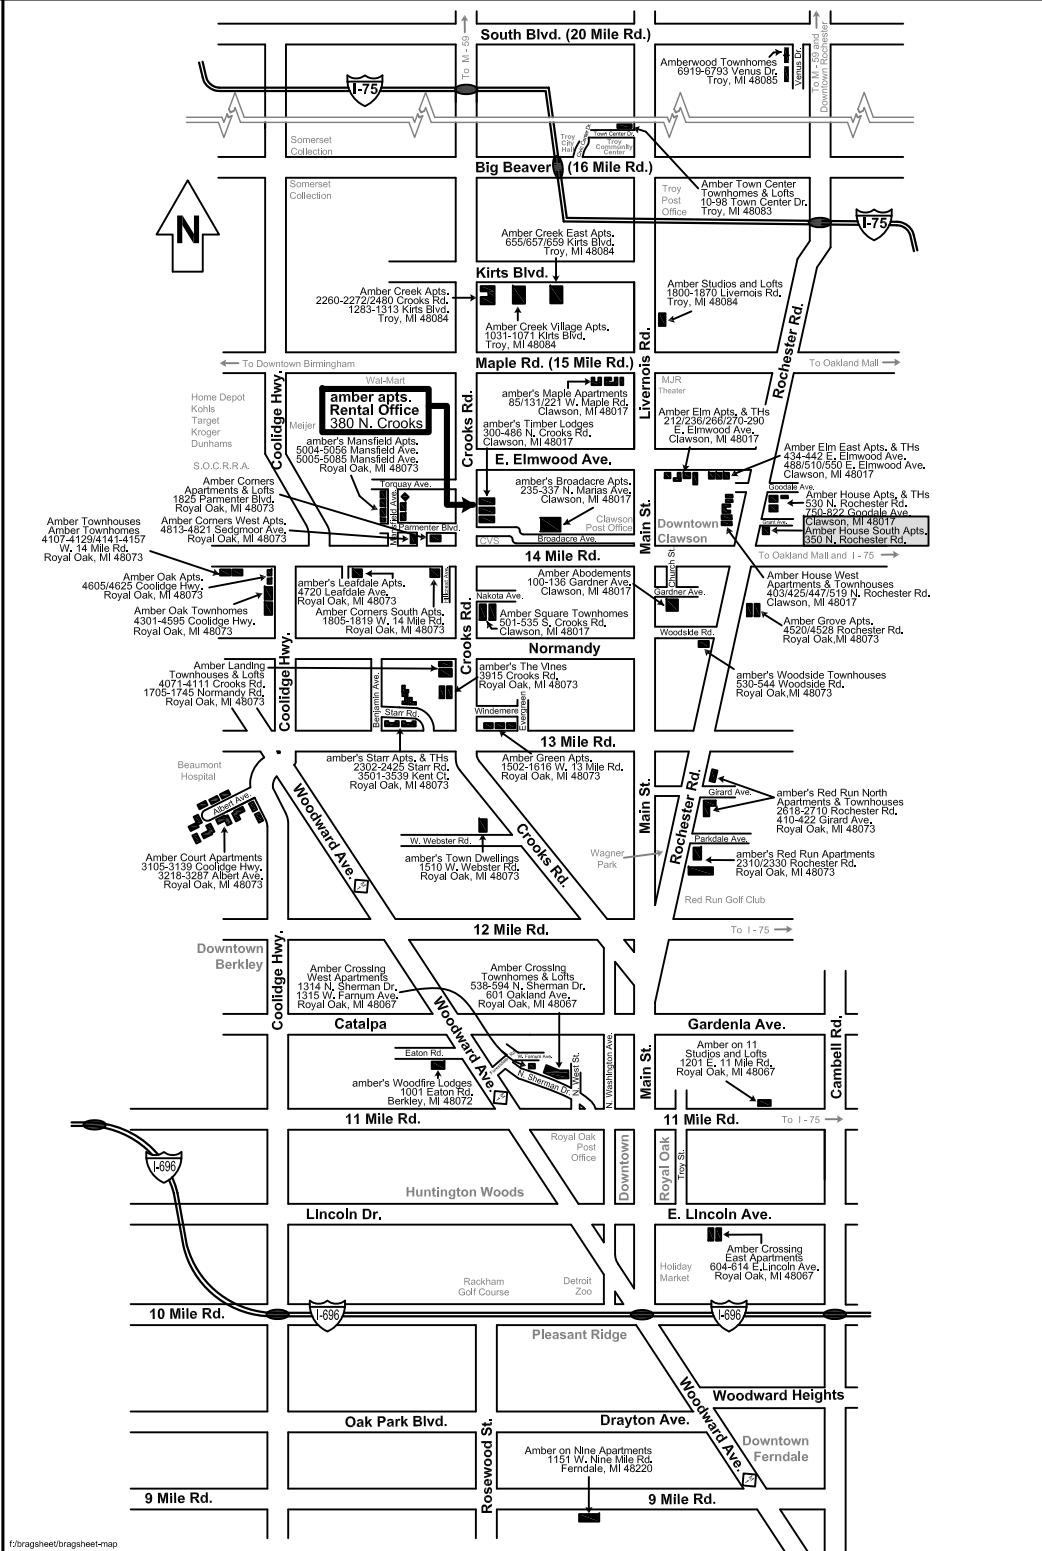 South Blvd. (20 Mile Rd.)
To M - 59
To M - 59 and
Downtown Rochester
Amberwood Townhomes
6919-6793 Venus Dr.
Troy, MI 48085
Venus Dr.
I-75
Somerset
Collection
Troy
City
Hall
Civic Center Dr.
Town Center Dr.
Troy
Community
Center
Big Beaver (16 Mile Rd.)
Somerset
Collection
Troy
Post
Office
Amber Town Center
Townhomes & Lofts
10-98 Town Center Dr.
Troy, MI 48083
N
I-75
Amber Creek East Apts.
655/657/659 Kirts Blvd.
Troy, MI 48084
Kirts Blvd.
Amber Creek Apts.
2260-2272/2480 Crooks Rd.
1283-1313 Kirts Blvd.
Troy, MI 48084
Amber Creek Village Apts.
1031-1071 Kirts Blvd.
Troy, MI 48084
Amber Studios and Lofts
1800-1870 Livernois Rd.
Troy, MI 48084
Livernois Rd.
Rochester Rd.
To Downtown Birmingham
Maple Rd. (15 Mile Rd.)
To Oakland Mall
Coolidge Hwy.
Wal-Mart
Crooks Rd.
MJR
Theater
Home Depot
Kohls
Target
Kroger
Dunhams
Meijer
S.O.C.R.R.A.
amber apts.
Rental Office
380 N. Crooks
amber's Maple Apartments
85/131/221 W. Maple Rd.
Clawson, MI 48017
amber's Timber Lodges
300-486 N. Crooks Rd.
Clawson, MI 48017
Amber Elm Apts. & THs
212/236/266/270-290
E. Elmwood Ave.
Clawson, MI 48017
amber's Mansfield Apts.
5004-5056 Mansfield Ave.
5005-5085 Mansfield Ave.
Royal Oak, MI 48073
E. Elmwood Ave.
Amber Elm East Apts. & THs
434-442 E. Elmwood Ave.
488/510/550 E. Elmwood Ave.
Clawson, MI 48017
Amber Corners
Apartments & Lofts
1825 Parmenter Blvd.
Royal Oak, MI 48073
Torquay Ave.
Mansfield Ave.
Parmenter Blvd.
amber's Broadacre Apts.
235-337 N. Marias Ave.
Clawson, MI 48017
Goodale Ave.
Amber House Apts. & THs
530 N. Rochester Rd.
750-822 Goodale Ave.
Clawson, MI 48017
Grant Ave.
Amber House South Apts.
350 N. Rochester Rd.
Amber Townhouses
Amber Townhomes
4107-4129/4141-4157
W. 14 Mile Rd.
Royal Oak, MI 48073
Amber Corners West Apts.
4813-4821 Sedgmoor Ave.
Royal Oak, MI 48073
Clawson
Post Office
CVS
Broadacre Ave.
Main St.
Downtown
Clawson
14 Mile Rd.
To Oakland Mall and I - 75
Amber Oak Apts.
4605/4625 Coolidge Hwy.
Royal Oak, MI 48073
Amber Oak Townhomes
4301-4595 Coolidge Hwy.
Royal Oak, MI 48073
amber's Leafdale Apts.
4720 Leafdale Ave.
Royal Oak, MI 48073
Amber Corners South Apts.
1805-1819 W. 14 Mile Rd.
Royal Oak, MI 48073
Hillcrest Ave.
Crooks Rd.
Nakota Ave.
Amber Square Townhomes
501-535 S. Crooks Rd.
Clawson, MI 48017
Amber Abodements
100-136 Gardner Ave.
Clawson, MI 48017
Church St.
Gardner Ave.
Amber House West
Apartments & Townhouses
403/425/447/519 N. Rochester Rd.
Clawson, MI 48017
Amber Grove Apts.
4520/4528 Rochester Rd.
Royal Oak,MI 48073
Woodside Rd.
Coolidge Hwy.
Normandy
Amber Landing
Townhouses & Lofts
4071-4111 Crooks Rd.
1705-1745 Normandy Rd.
Royal Oak, MI 48073
amber's The Vines
3915 Crooks Rd.
Royal Oak, MI 48073
amber's Woodside Townhouses
530-544 Woodside Rd.
Royal Oak,MI 48073
Benjamin Ave.
Starr Rd.
Windemere
Evergreen
13 Mile Rd.
Beaumont
Hospital
amber's Starr Apts. & THs
2302-2425 Starr Rd.
3501-3539 Kent Ct.
Royal Oak, MI 48073
Amber Green Apts.
1502-1616 W. 13 Mile Rd.
Royal Oak, MI 48073
Albert Ave.
Woodward Ave.
Crooks Rd.
Main St.
Rochester Rd.
Girard Ave.
amber's Red Run North
Apartments & Townhouses
2618-2710 Rochester Rd.
410-422 Girard Ave.
Royal Oak, MI 48073
Parkdale Ave.
W. Webster Rd.
amber's Town Dwellings
1510 W. Webster Rd.
Royal Oak, MI 48073
Wagner
Park
amber's Red Run Apartments
2310/2330 Rochester Rd.
Royal Oak, MI 48073
Amber Court Apartments
3105-3139 Coolidge Hwy.
3218-3287 Albert Ave.
Royal Oak, MI 48073
Red Run Golf Club
12 Mile Rd.
To I - 75
Downtown
Berkley
Coolidge Hwy.
Amber Crossing
West Apartments
1314 N. Sherman Dr.
1315 W. Farnum Ave.
Royal Oak, MI 48067
Amber Crossing
Townhomes & Lofts
538-594 N. Sherman Dr.
601 Oakland Ave.
Royal Oak, MI 48067
Woodward Ave.
Catalpa
Gardenia Ave.
Cambell Rd.
Eaton Rd.
W. Farnum Ave.
N. Sherman Dr.
N. West St.
N. Washington Ave.
Main St.
Amber on 11
Studios and Lofts
1201 E. 11 Mile Rd.
Royal Oak, MI 48067
amber's Woodfire Lodges
1001 Eaton Rd.
Berkley, MI 48072
11 Mile Rd.
11 Mile Rd.
To I - 75
I-696
Royal Oak
Post
Office
Downtown
Royal Oak
Troy St.
Huntington Woods
Lincoln Dr.
E. Lincoln Ave.
Amber Crossing
East Apartments
604-614 E.Lincoln Ave.
Royal Oak, MI 48067
Holiday
Market
Rackham
Golf Course
Detroit
Zoo
10 Mile Rd.
I-696
I-696
Pleasant Ridge
Woodward Ave.
Woodward Heights
Oak Park Blvd.
Rosewood St.
Drayton Ave.
Downtown
Ferndale
Amber on Nine Apartments
1151 W. Nine Mile Rd.
Ferndale, MI 48220
9 Mile Rd.
9 Mile Rd.
f:/bragsheet/bragsheet-map